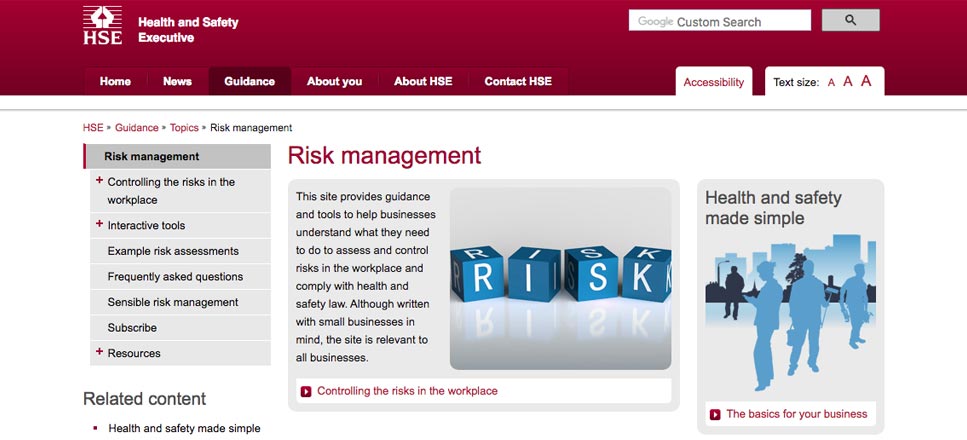 HSE
Health and Safety
Executive
Google Custom Search
Home
News
Guidance
About you
About HSE
Contact HSE
Accessibility
Text size: A A A
HSE » Guidance » Topics » Risk management
Risk management
+ Controlling the risks in the
workplace
+ Interactive tools
Example risk assessments
Frequently asked questions
Sensible risk management
Subscribe
+ Resources
Related content
Health and safety made simple
Risk management
This site provides guidance
and tools to help businesses
understand what they need
to do to assess and control
risks in the workplace and
comply with health and
safety law. Although written
with small businesses in
mind, the site is relevant to
all businesses.
R I S K
R R I I S S K K
Controlling the risks in the workplace
Health and safety
made simple
The basics for your business